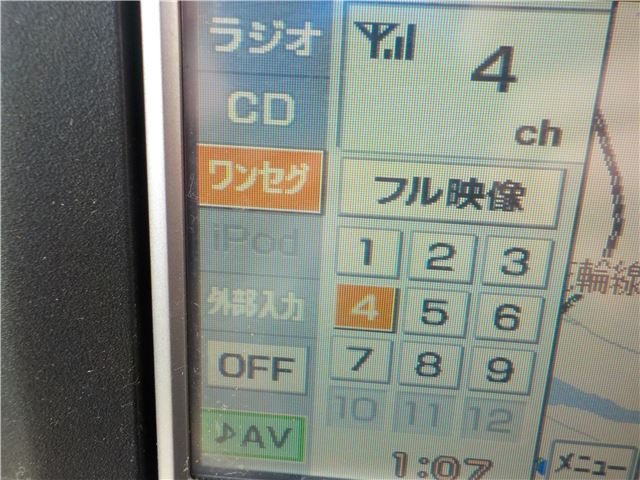 ラジオ
4
ch
CD
ワンセグ
フル映像
iPod
1 2 3
外部入力
4 5 6
OFF
7 8 9
10 11 12
♪AV
1:07
メニュー
輪線